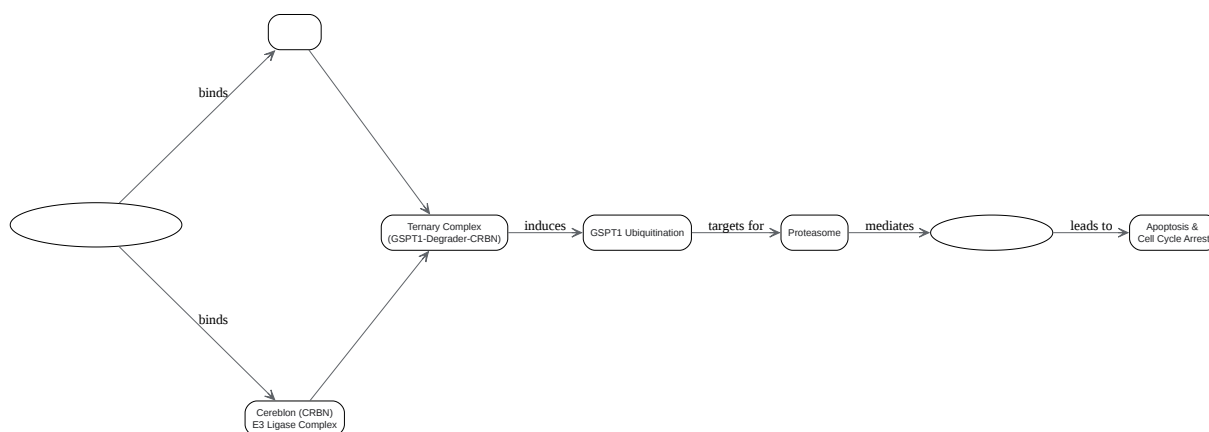 binds
Ternary Complex
(GSPT1-Degrader-CRBN)
induces
GSPT1 Ubiquitination
targets for
Proteasome
mediates
leads to
Apoptosis &
Cell Cycle Arrest
binds
Cereblon (CRBN)
E3 Ligase Complex